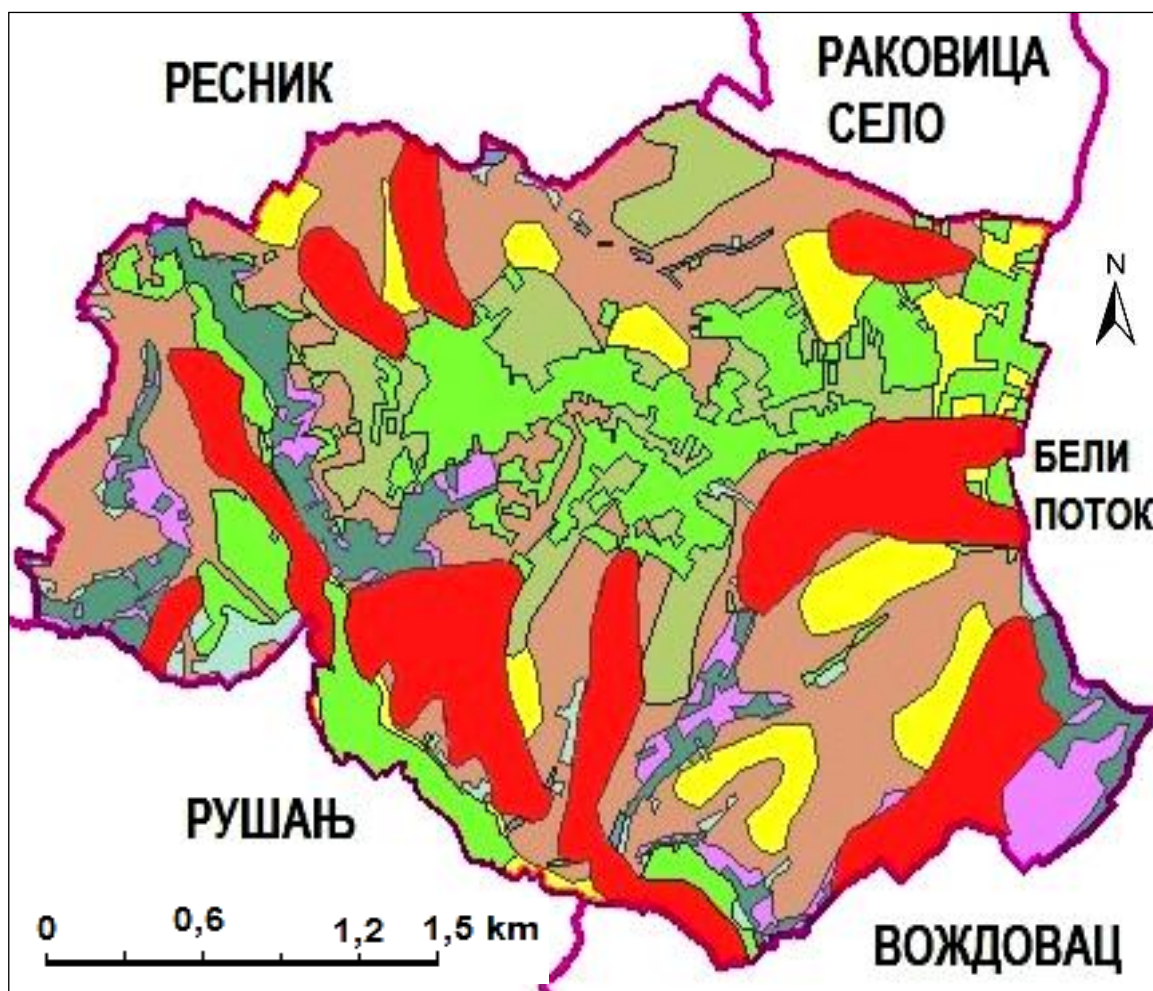 РЕСНИК
РАКОВИЦА
СЕЛО
N
БЕЛИ
ПОТОК
РУШАЊ
0 0,6 1,2 1,5 km
ВОЖДОВАЦ